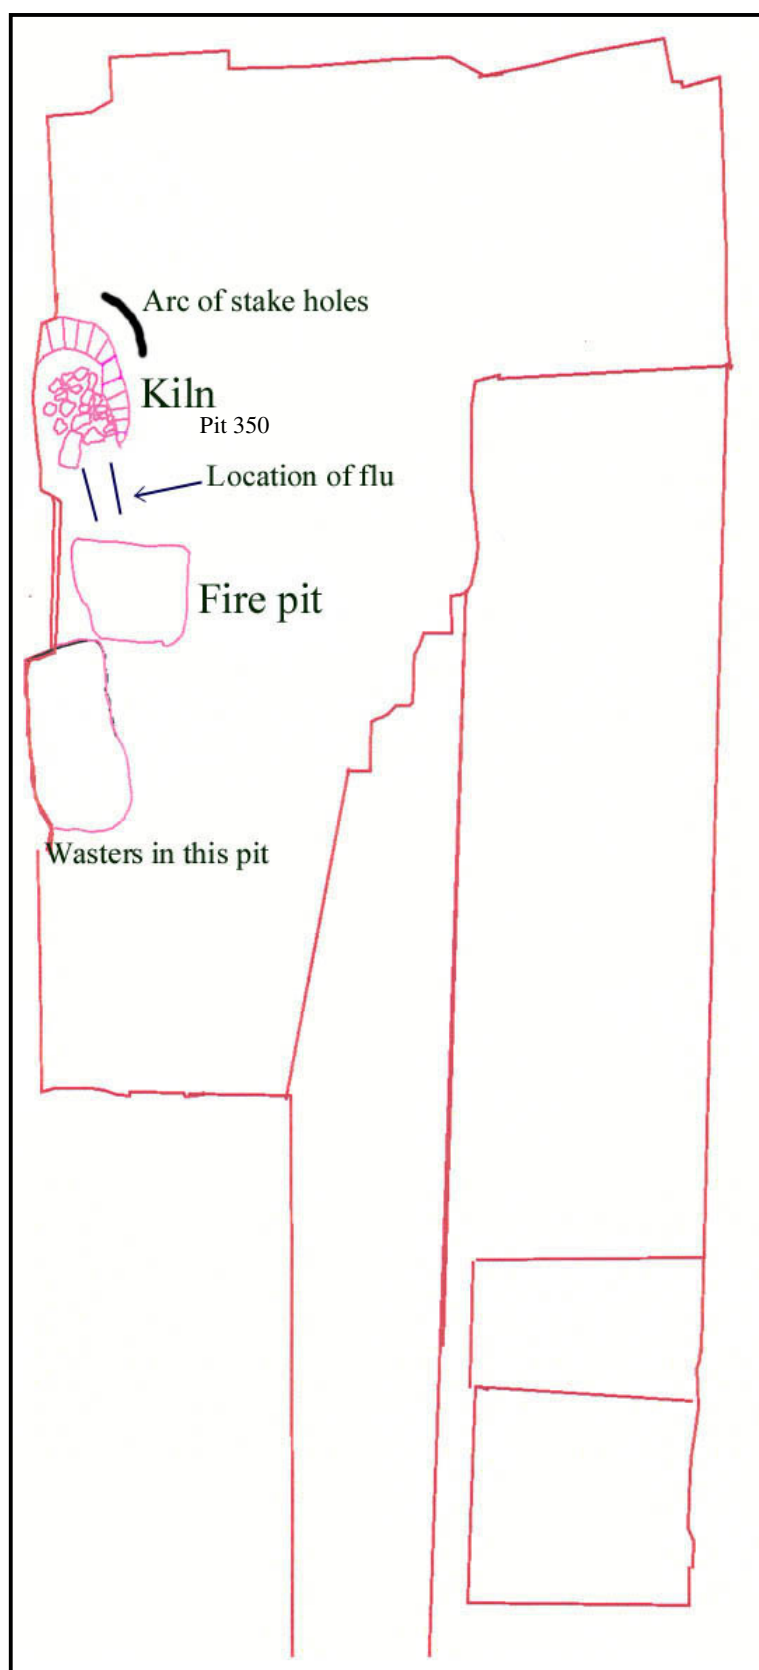 Arc of stake holes
Kiln
Pit 350
Location of flu
Fire pit
Wasters in this pit